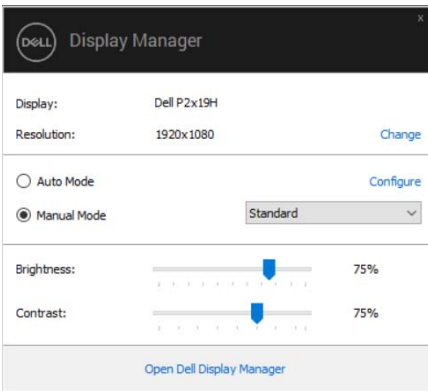 x
DELL Display Manager
Display: Dell P2x19H
Resolution: 1920x1080 Change
Auto Mode Configure
Manual Mode Standard
Brightness: 75%
Contrast: 75%
Open Dell Display Manager